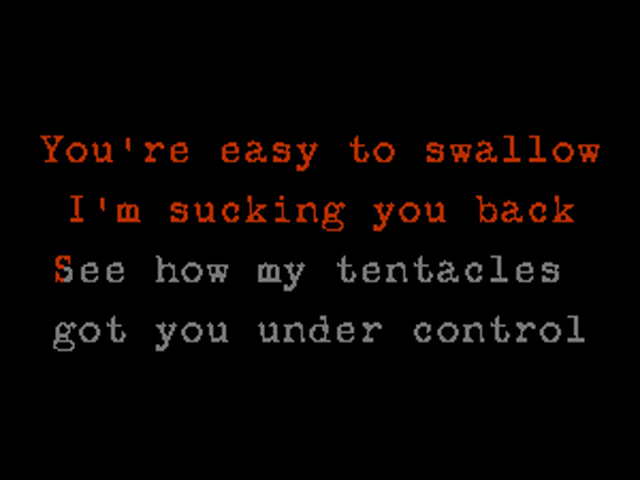 You're easy to swallow
I'm sucking you back
See how my tentacles
got you under control